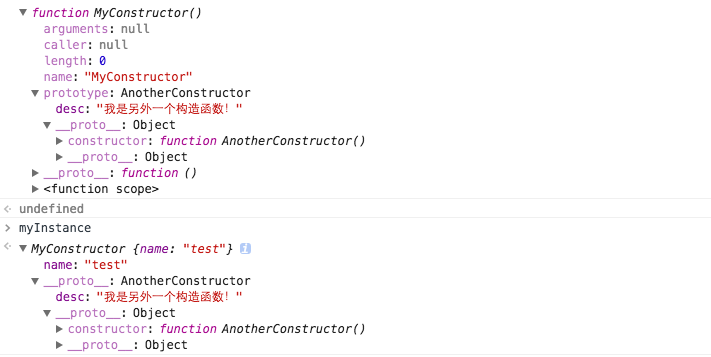 function MyConstructor()
arguments: null
caller: null
length: 0
name: "MyConstructor"
prototype: AnotherConstructor
desc: "我是另外一个构造函数！"
__proto__: Object
constructor: function AnotherConstructor()
__proto__: Object
__proto__: function ()
<function scope>
undefined
myInstance
MyConstructor {name: "test"} i
name: "test"
__proto__: AnotherConstructor
desc: "我是另外一个构造函数！"
__proto__: Object
constructor: function AnotherConstructor()
__proto__: Object